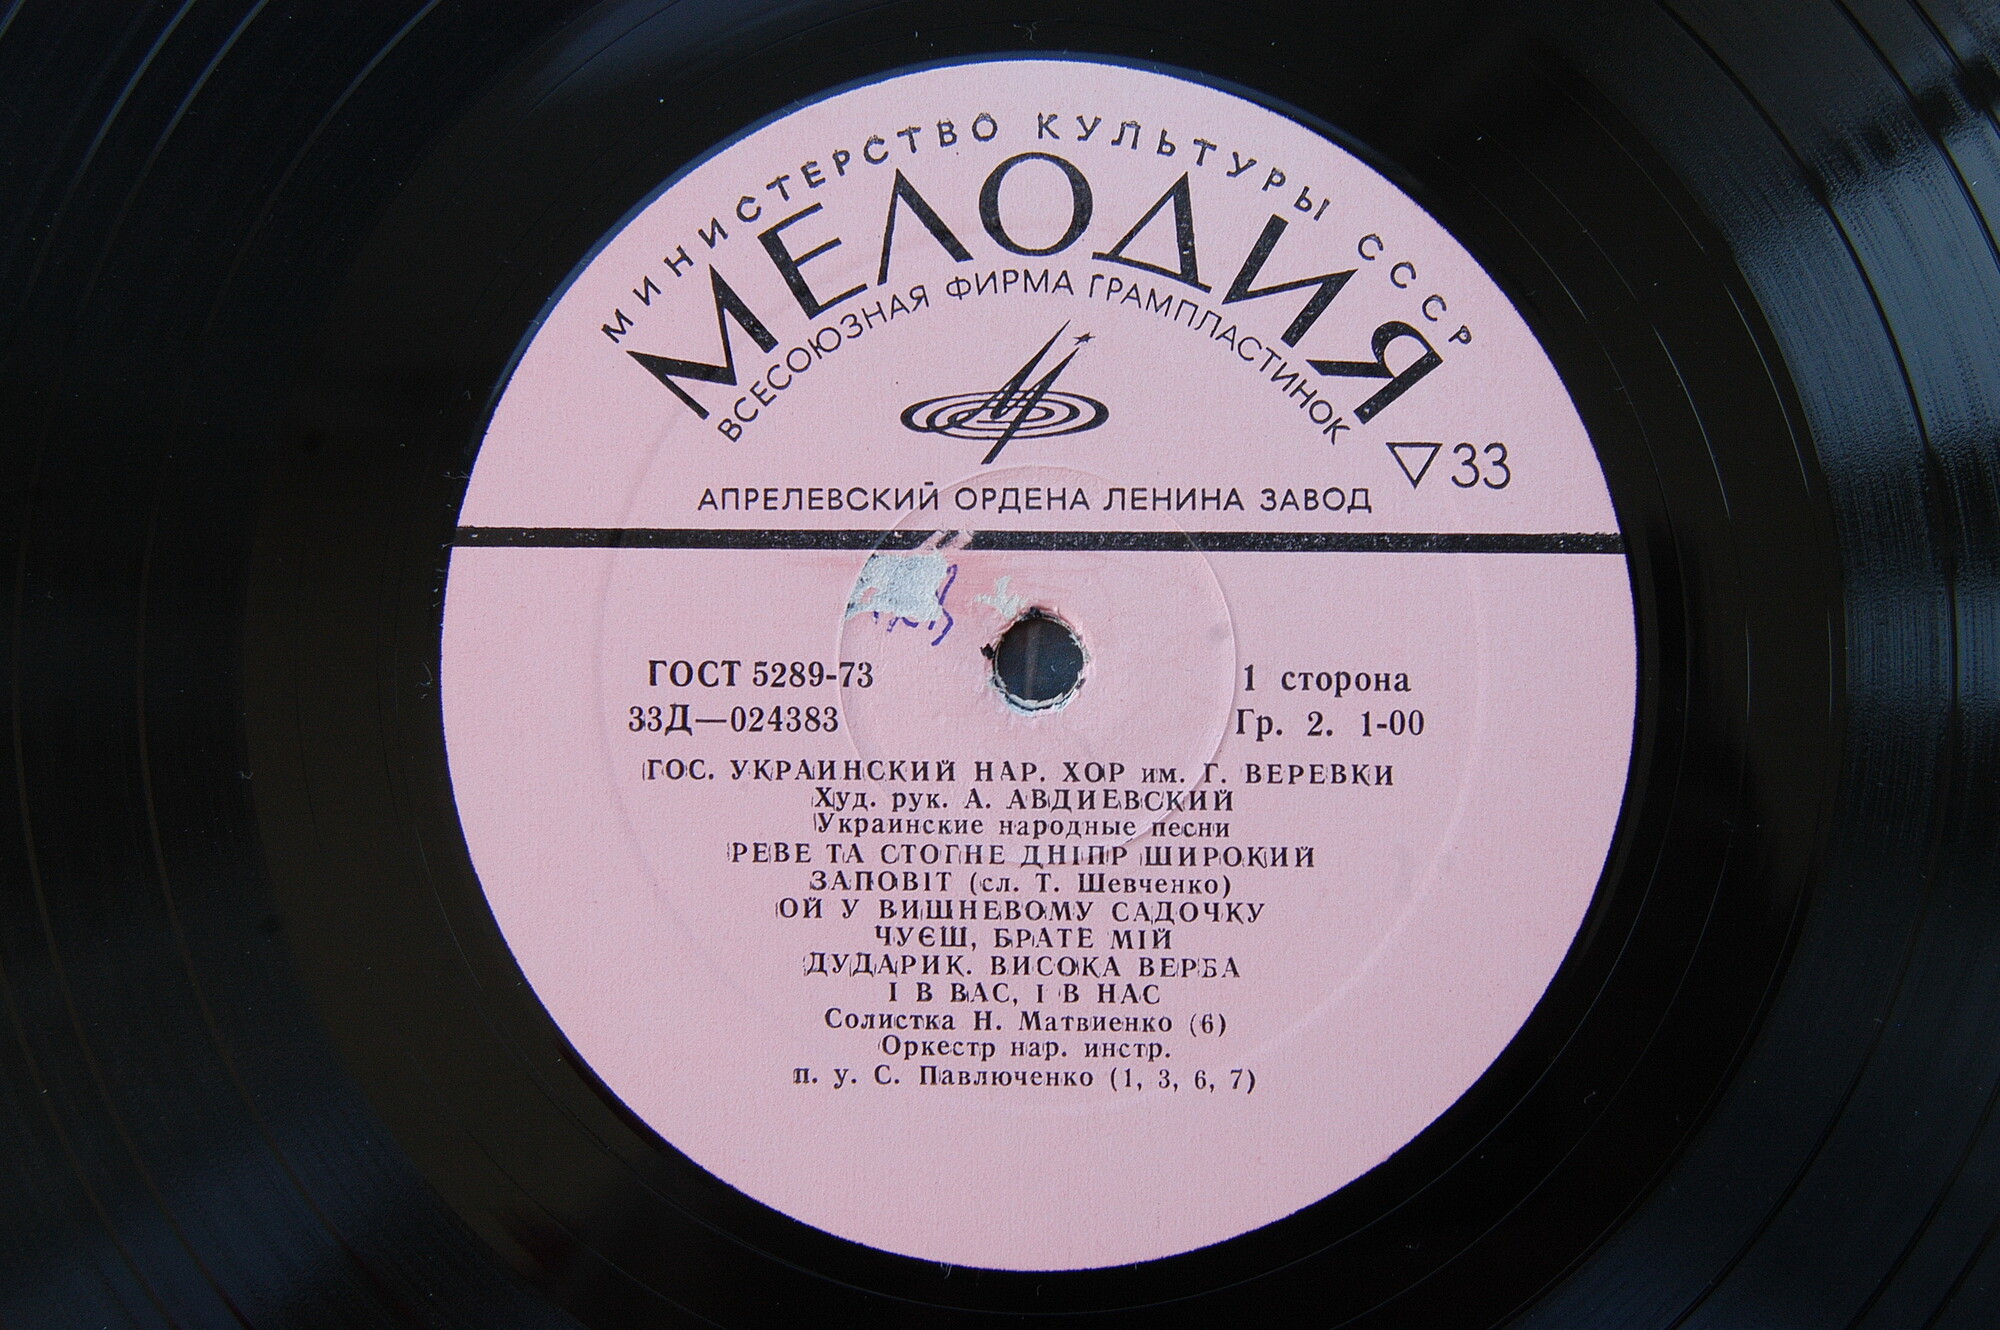 МИНИСТЕРСТВО КУЛЬТУРЫ СССР
МЕЛОДИЯ
ВСЕСОЮЗНАЯ ФИРМА ГРАМПЛАСТИНОК
▽33
АПРЕЛЕВСКИЙ ОРДЕНА ЛЕНИНА ЗАВОД
ГОСТ 5289-73
1 сторона
33Д—024383
Гр. 2. 1-00
ГОС. УКРАИНСКИЙ НАР. ХОР им. Г. ВЕРЕВКИ
Худ. рук. А. АВДИЕВСКИЙ
Украинские народные песни
РЕВЕ ТА СТОГНЕ ДНІПР ШИРОКИЙ
ЗАПОВІТ (сл. Т. Шевченко)
ОЙ У ВИШНЕВОМУ САДОЧКУ
ЧУЄШ, БРАТЕ МІЙ
ДУДАРИК. ВИСОКА ВЕРБА
І В ВАС, І В НАС
Солистка Н. Матвиенко (6)
Оркестр нар. инстр.
п. у. С. Павлюченко (1, 3, 6, 7)